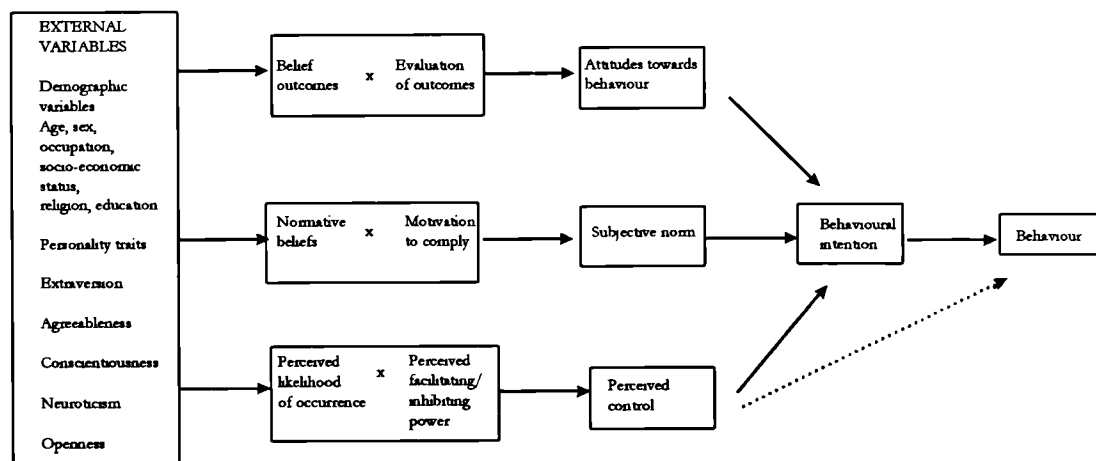 EXTERNAL
VARIABLES
Demographic
variables
Age, sex,
occupation,
socio-economic
status,
religion, education
Personality traits
Extraversion
Agreeableness
Conscientiousness
Neuroticism
Openness
Belief
outcomes
x
Evaluation
of outcomes
Attitudes towards
behaviour
Normative
beliefs
x
Motivation
to comply
Subjective norm
Behavioural
intention
Behaviour
Perceived
likelihood
of occurrence
x
Perceived
facilitating/
inhibiting
power
Perceived
control